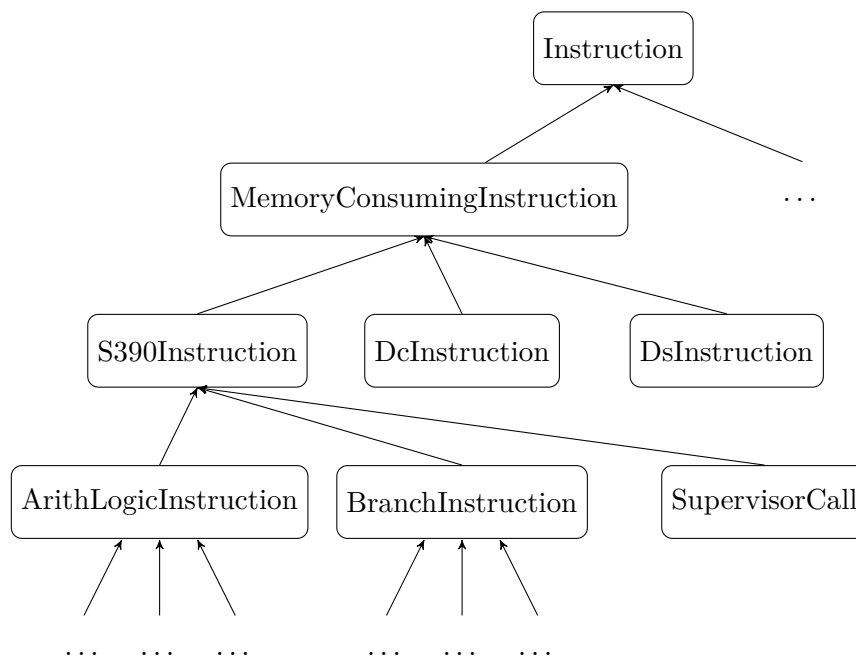 Instruction
MemoryConsumingInstruction
...
S390Instruction
DcInstruction
DsInstruction
ArithLogicInstruction
BranchInstruction
SupervisorCall
... ... ... ... ... ...